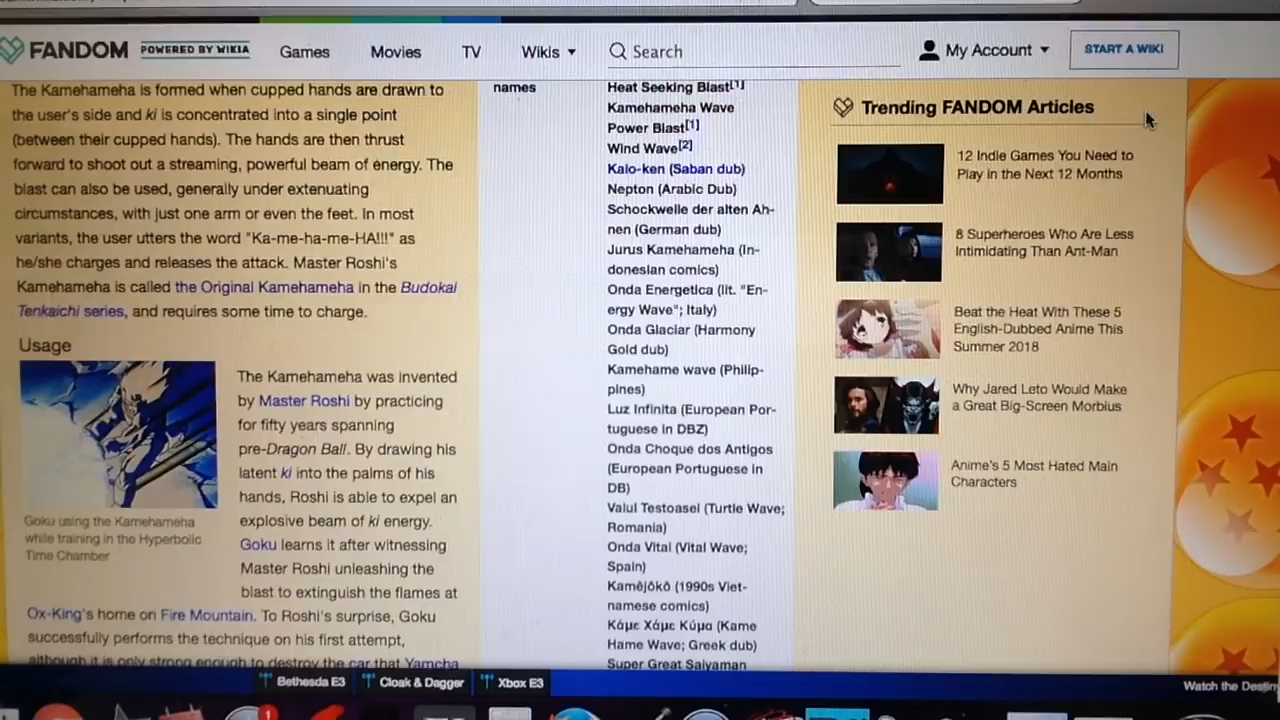 FANDOM POWERED BY WIKIA Games Movies TV Wikis Search My Account START A WIKI
The Kamehameha is formed when cupped hands are drawn to
the user's side and ki is concentrated into a single point
(between their cupped hands). The hands are then thrust
forward to shoot out a streaming, powerful beam of energy. The
blast can also be used, generally under extenuating
circumstances, with just one arm or even the feet. In most
variants, the user utters the word "Ka-me-ha-me-HA!!!" as
he/she charges and releases the attack. Master Roshi's
Kamehameha is called the Original Kamehameha in the Budokai
Tenkaichi series, and requires some time to charge.
Usage
Goku using the Kamehameha
while training in the Hyperbolic
Time Chamber
The Kamehameha was invented
by Master Roshi by practicing
for fifty years spanning
pre-Dragon Ball. By drawing his
latent ki into the palms of his
hands, Roshi is able to expel an
explosive beam of ki energy.
Goku learns it after witnessing
Master Roshi unleashing the
blast to extinguish the flames at
Ox-King's home on Fire Mountain. To Roshi's surprise, Goku
successfully performs the technique on his first attempt,
although it is only strong enough to destroy the car that Yamcha
names
Heat Seeking Blast[1]
Kamehameha Wave
Power Blast[1]
Wind Wave[2]
Kaio-ken (Saban dub)
Nepton (Arabic Dub)
Schockwelle der alten Ah-
nen (German dub)
Jurus Kamehameha (In-
donesian comics)
Onda Energetica (lit. "En-
ergy Wave"; Italy)
Onda Glaciar (Harmony
Gold dub)
Kamehame wave (Philip-
pines)
Luz Infinita (European Por-
tuguese in DBZ)
Onda Choque dos Antigos
(European Portuguese in
DB)
Valul Testoasei (Turtle Wave;
Romania)
Onda Vital (Vital Wave;
Spain)
Kamêjôkô (1990s Viet-
namese comics)
Κάμε Χάμε Κύμα (Kame
Hame Wave; Greek dub)
Super Great Saiyaman
Trending FANDOM Articles
12 Indie Games You Need to
Play in the Next 12 Months
8 Superheroes Who Are Less
Intimidating Than Ant-Man
Beat the Heat With These 5
English-Dubbed Anime This
Summer 2018
Why Jared Leto Would Make
a Great Big-Screen Morbius
Anime's 5 Most Hated Main
Characters
Bethesda E3 Cloak & Dagger Xbox E3 Watch the Destin
1